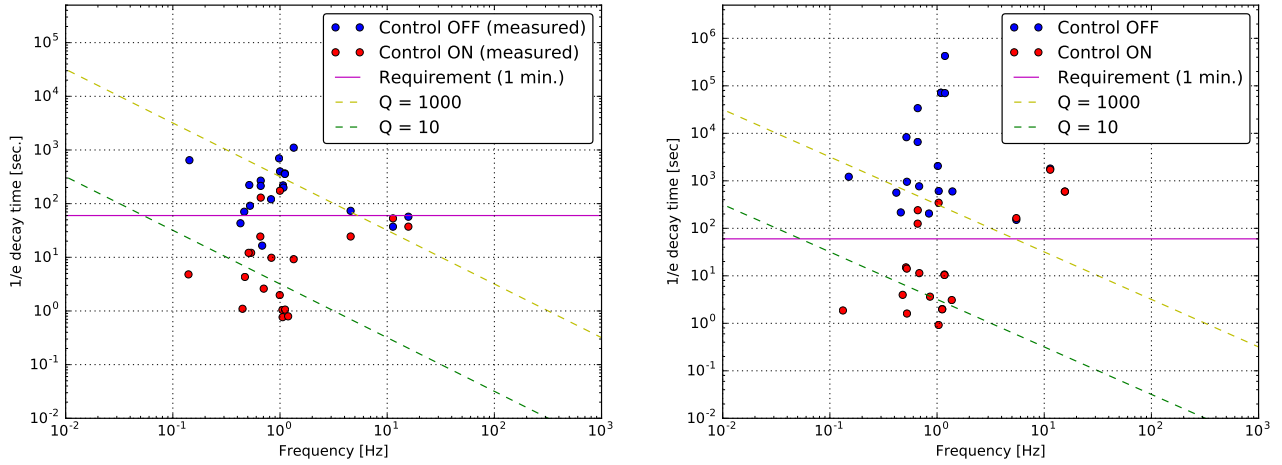 10^5
10^4
10^3
10^2
10^1
10^0
10^-1
10^-2
1/e decay time [sec.]
Control OFF (measured)
Control ON (measured)
Requirement (1 min.)
Q = 1000
Q = 10
10^-2 10^-1 10^0 10^1 10^2 10^3
Frequency [Hz]
10^6
10^5
10^4
10^3
10^2
10^1
10^0
10^-1
10^-2
1/e decay time [sec]
Control OFF
Control ON
Requirement (1 min.)
Q = 1000
Q = 10
10^-2 10^-1 10^0 10^1 10^2 10^3
Frequency [Hz]